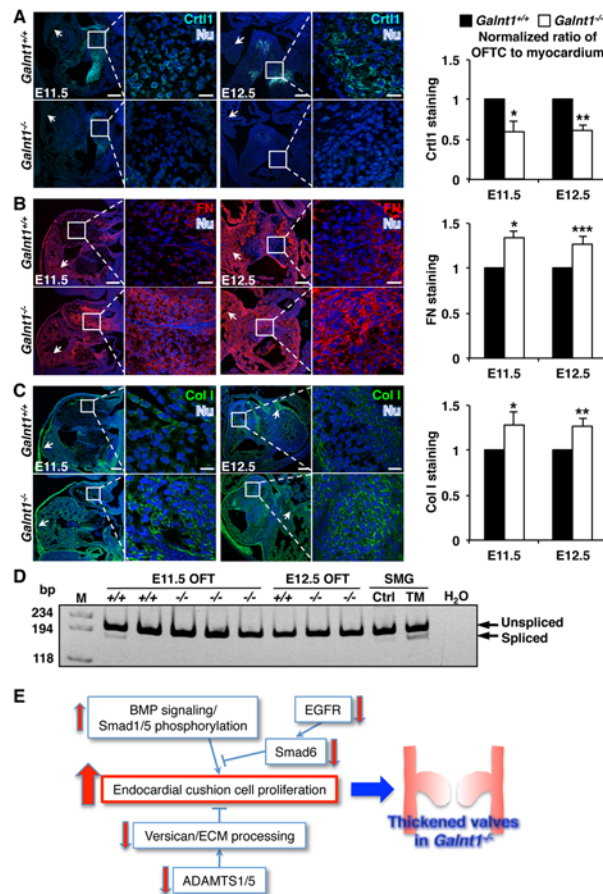 A
Galnt1+/+
Galnt1-/-
Crtl1
Nu
E11.5
E12.5
Galnt1+/+ Galnt1-/-
Normalized ratio of
OFTC to myocardium
Crtl1 staining
1.5
1
0.5
0
*
**
E11.5 E12.5
B
Galnt1+/+
Galnt1-/-
FN
Nu
FN
Nu
E11.5
E12.5
FN staining
1.5
1
0.5
0
*
***
E11.5 E12.5
C
Galnt1+/+
Galnt1-/-
Col I
Nu
Col I
Nu
E11.5
E12.5
Col I staining
1.5
1
0.5
0
*
**
E11.5 E12.5
D
E11.5 OFT E12.5 OFT SMG
bp M +/+ +/+ -/- -/- -/- +/+ -/- -/- Ctrl TM H2O
234
194
118
Unspliced
Spliced
E
BMP signaling/
Smad1/5 phosphorylation
EGFR
Smad6
Endocardial cushion cell proliferation
Versican/ECM processing
ADAMTS1/5
Thickened valves
in Galnt1-/-